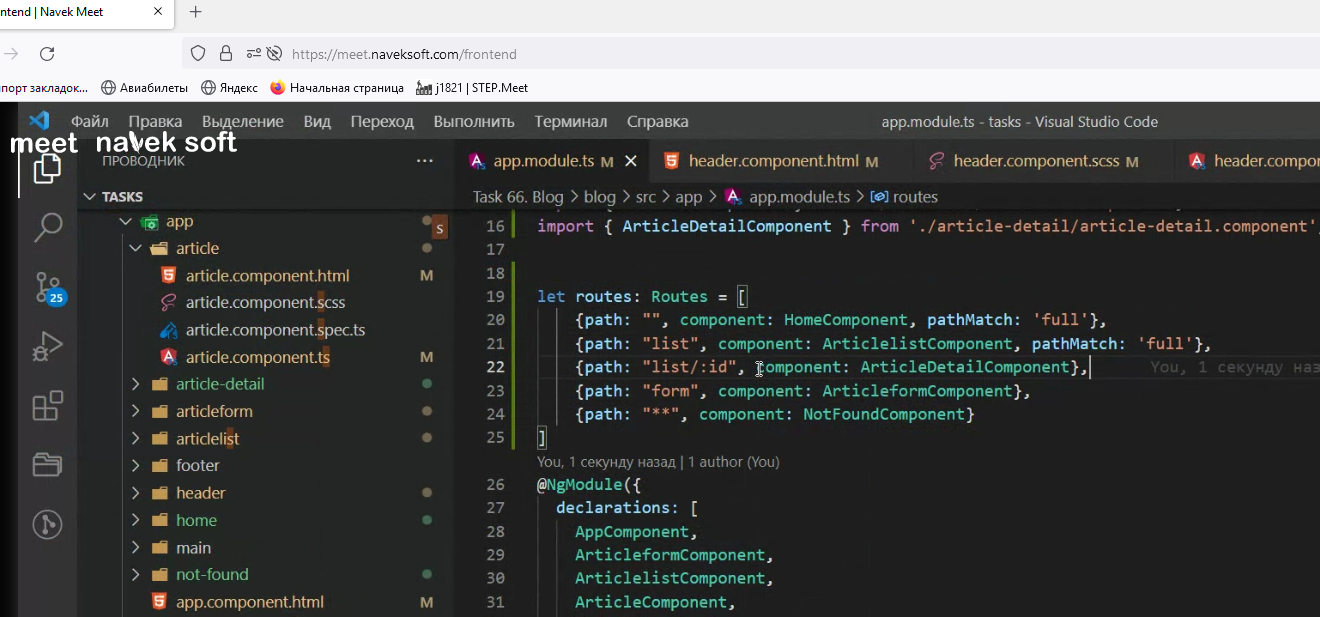 ntend | Navek Meet
https://meet.naveksoft.com/frontend
порт закладок...
Авиабилеты
Яндекс
Начальная страница
j1821 | STEP.Meet
Файл Правка Выделение Вид Переход Выполнить Терминал Справка
app.module.ts - tasks - Visual Studio Code
meet navek soft
ПРОВОДНИК
app.module.ts M
header.component.html M
header.component.scss M
header.compon
TASKS
Task 66. Blog > blog > src > app > app.module.ts > routes
app
article
article.component.html M
article.component.scss
article.component.spec.ts
article.component.ts M
article-detail
articleform
articlelist
footer
header
home
main
not-found
app.component.html M
S
25
16 import { ArticleDetailComponent } from './article-detail/article-detail.component'
17
18
19 let routes: Routes = [
20 {path: "", component: HomeComponent, pathMatch: 'full'},
21 {path: "list", component: ArticlelistComponent, pathMatch: 'full'},
22 {path: "list/:id", component: ArticleDetailComponent}, You, 1 секунду наз
23 {path: "form", component: ArticleformComponent},
24 {path: "**", component: NotFoundComponent}
25 ]
You, 1 секунду назад | 1 author (You)
26 @NgModule({
27 declarations: [
28 AppComponent,
29 ArticleformComponent,
30 ArticlelistComponent,
31 ArticleComponent,